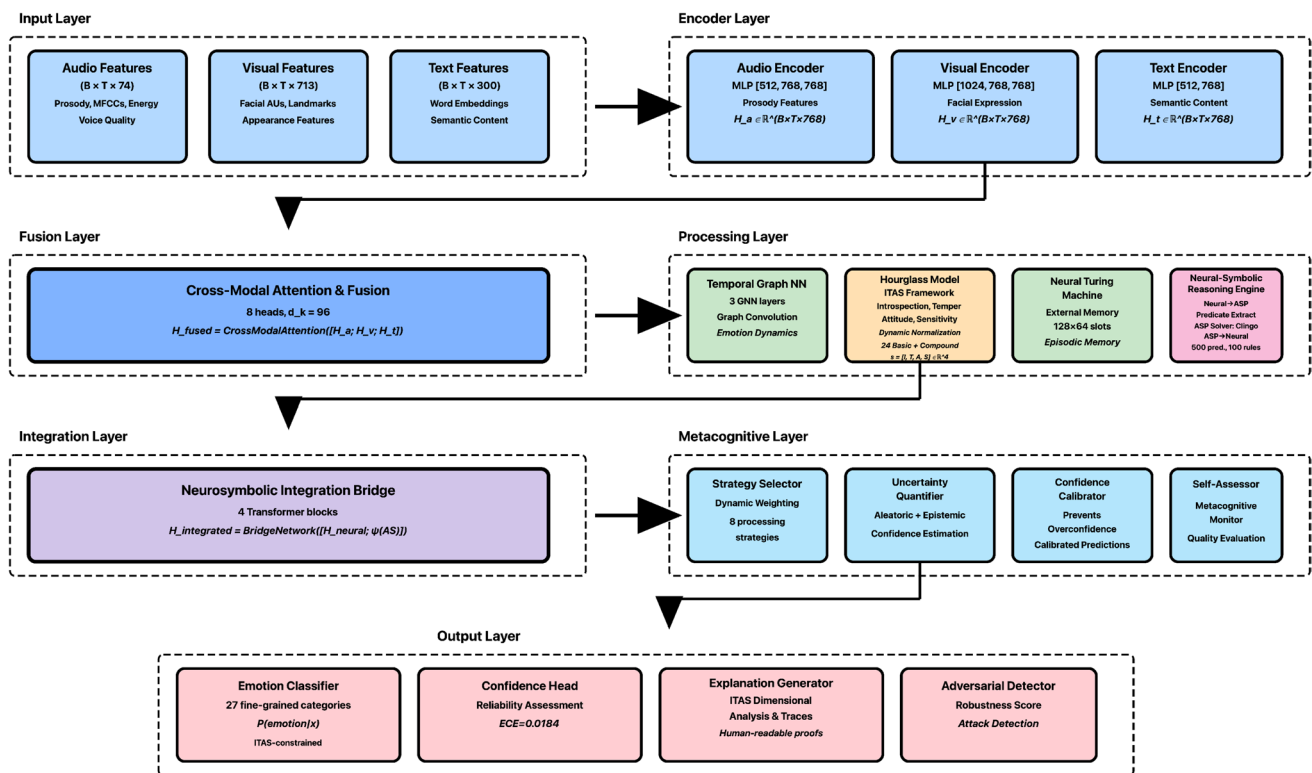 Input Layer
Audio Features
(B × T × 74)
Prosody, MFCCs, Energy
Voice Quality
Visual Features
(B × T × 713)
Facial AUs, Landmarks
Appearance Features
Text Features
(B × T × 300)
Word Embeddings
Semantic Content
Encoder Layer
Audio Encoder
MLP [512, 768, 768]
Prosody Features
H_a ∈ℝ^(B×T×768)
Visual Encoder
MLP [1024, 768, 768]
Facial Expression
H_v ∈ℝ^(B×T×768)
Text Encoder
MLP [512, 768]
Semantic Content
H_t ∈ℝ^(B×T×768)
Fusion Layer
Cross-Modal Attention & Fusion
8 heads, d_k = 96
H_fused = CrossModalAttention([H_a; H_v; H_t])
Processing Layer
Temporal Graph NN
3 GNN layers
Graph Convolution
Emotion Dynamics
Hourglass Model
ITAS Framework
Introspection, Temper
Attitude, Sensitivity
Dynamic Normalization
24 Basic + Compound
s = [I, T, A, S] ∈ℝ^4
Neural Turing
Machine
External Memory
128×64 slots
Episodic Memory
Neural-Symbolic
Reasoning Engine
Neural→ASP
Predicate Extract
ASP Solver: Clingo
ASP→Neural
500 pred., 100 rules
Integration Layer
Neurosymbolic Integration Bridge
4 Transformer blocks
H_integrated = BridgeNetwork([H_neural; ψ(AS)])
Metacognitive Layer
Strategy Selector
Dynamic Weighting
8 processing
strategies
Uncertainty
Quantifier
Aleatoric + Epistemic
Confidence Estimation
Confidence
Calibrator
Prevents
Overconfidence
Calibrated Predictions
Self-Assessor
Metacognitive
Monitor
Quality Evaluation
Output Layer
Emotion Classifier
27 fine-grained categories
P(emotion|x)
ITAS-constrained
Confidence Head
Reliability Assessment
ECE=0.0184
Explanation Generator
ITAS Dimensional
Analysis & Traces
Human-readable proofs
Adversarial Detector
Robustness Score
Attack Detection